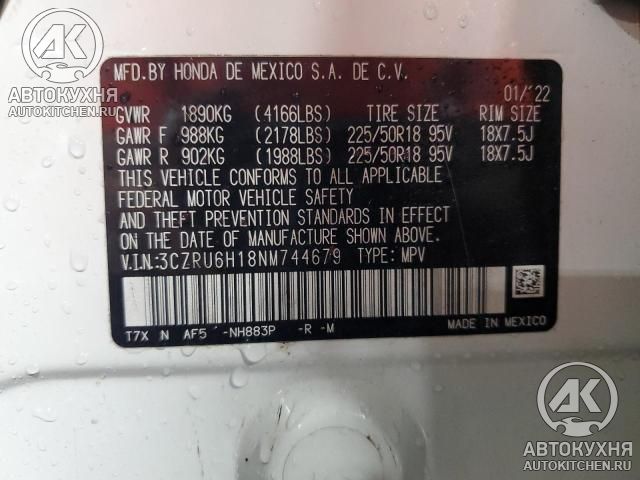 AK
АВТОКУХНЯ
AUTOKITCHEN.RU
MFD.BY HONDA DE MEXICO S.A. DE C.V.
01/'22
GVWR 1890KG (4166LBS) TIRE SIZE RIM SIZE
GAWR F 988KG (2178LBS) 225/50R18 95V 18X7.5J
GAWR R 902KG (1988LBS) 225/50R18 95V 18X7.5J
THIS VEHICLE CONFORMS TO ALL APPLICABLE
FEDERAL MOTOR VEHICLE SAFETY
AND THEFT PREVENTION STANDARDS IN EFFECT
ON THE DATE OF MANUFACTURE SHOWN ABOVE.
V.I.N.:3CZRU6H18NM744679 TYPE: MPV
T7X N AF5 -NH883P -R -M MADE IN MEXICO
AK
АВТОКУХНЯ
AUTOKITCHEN.RU